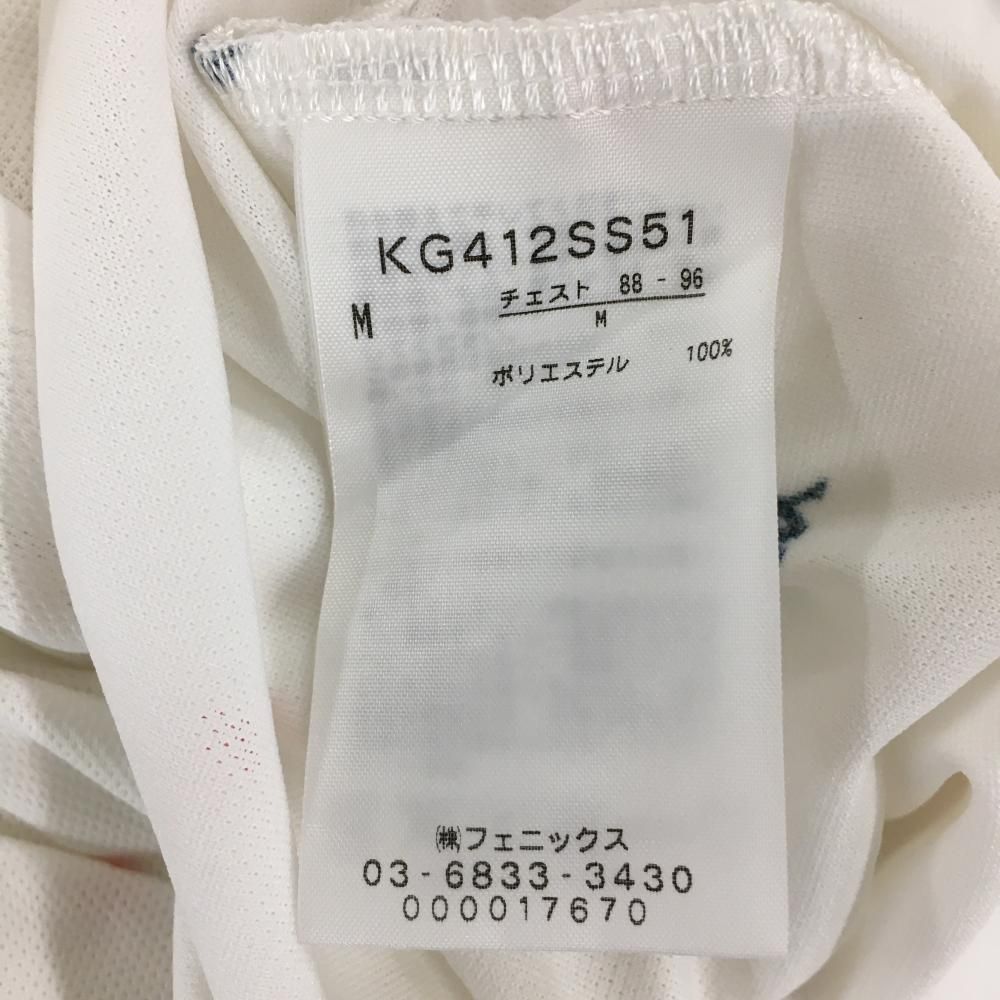 KG412SS51
M チェスト 88 - 96
M
ポリエステル 100%
㈱フェニックス
03-6833-3430
000017670